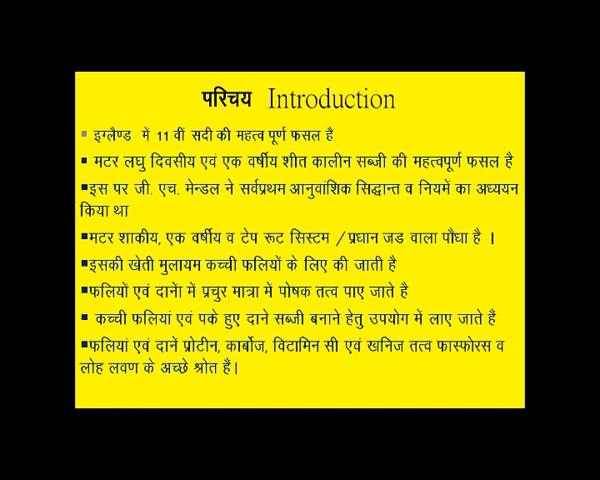 परिचय Introduction
▪ इग्लैण्ड में 11 वीं सदी की महत्व पूर्ण फसल है
▪ मटर लघु दिवसीय एवं एक वर्षीय शीत कालीन सब्जी की महत्वपूर्ण फसल है
▪इस पर जी. एच. मेन्डल ने सर्वप्रथम आनुवांशिक सिद्धान्त व नियमें का अध्ययन
किया था
▪मटर शाकीय, एक वर्षीय व टेप रूट सिस्टम / प्रधान जड वाला पौधा है ।
▪इसकी खेती मुलायम कच्ची फलियों के लिए की जाती है
▪फलियों एवं दानेां में प्रचुर मात्रा में पोषक तत्व पाए जाते है
▪ कच्ची फलियां एवं पके हुए दाने सब्जी बनाने हेतु उपयोग में लाए जाते हैं
▪फलियां एवं दानें प्रोटीन, कार्बोज, विटामिन सी एवं खनिज तत्व फास्फोरस व
लोह लवण के अच्छे श्रोत हैं।